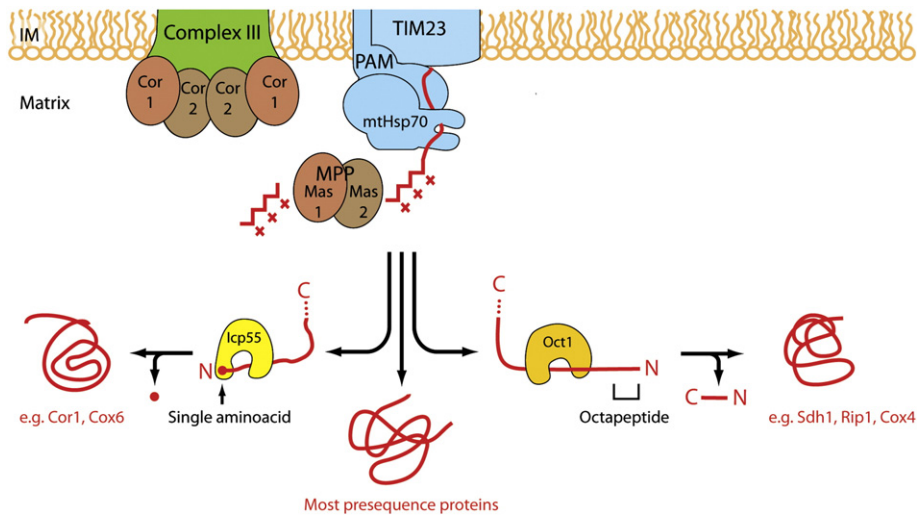 IM
Complex III
TIM23
PAM
Cor
1
Cor
2
Cor
2
Cor
1
Matrix
mtHsp70
MPP
Mas
1
Mas
2
C
C
Icp55
Oct1
N
N
Single aminoacid
Octapeptide
C
N
e.g. Cor1, Cox6
e.g. Sdh1, Rip1, Cox4
Most presequence proteins